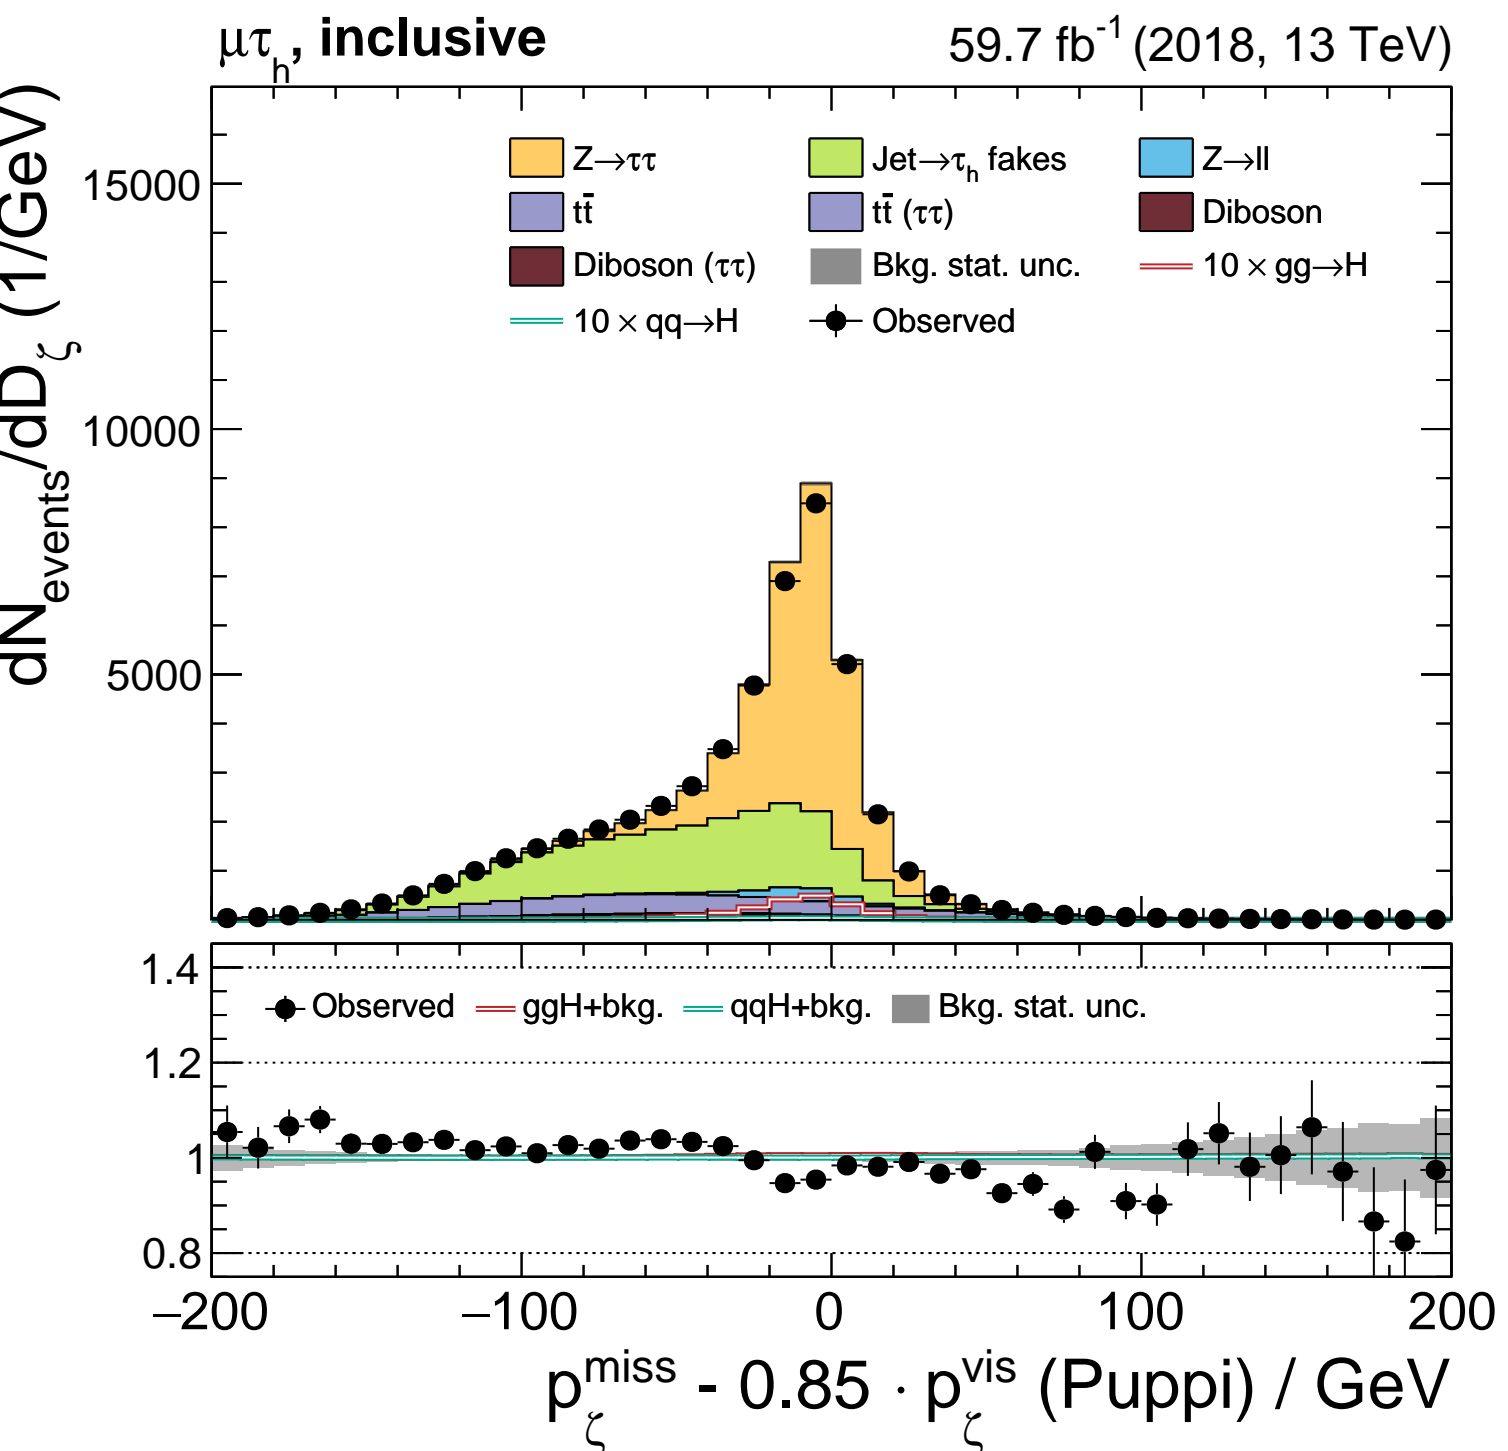 μτh, inclusive 59.7 fb-1 (2018, 13 TeV)
dNevents/dDζ (1/GeV)
15000
10000
5000
Z→ττ Jet→τh fakes Z→ll
tt̄ tt̄ (ττ) Diboson
Diboson (ττ) Bkg. stat. unc. 10 × gg→H
10 × qq→H Observed
1.4
1.2
1
0.8
Observed ggH+bkg. qqH+bkg. Bkg. stat. unc.
−200 −100 0 100 200
pζmiss - 0.85 · pζvis (Puppi) / GeV